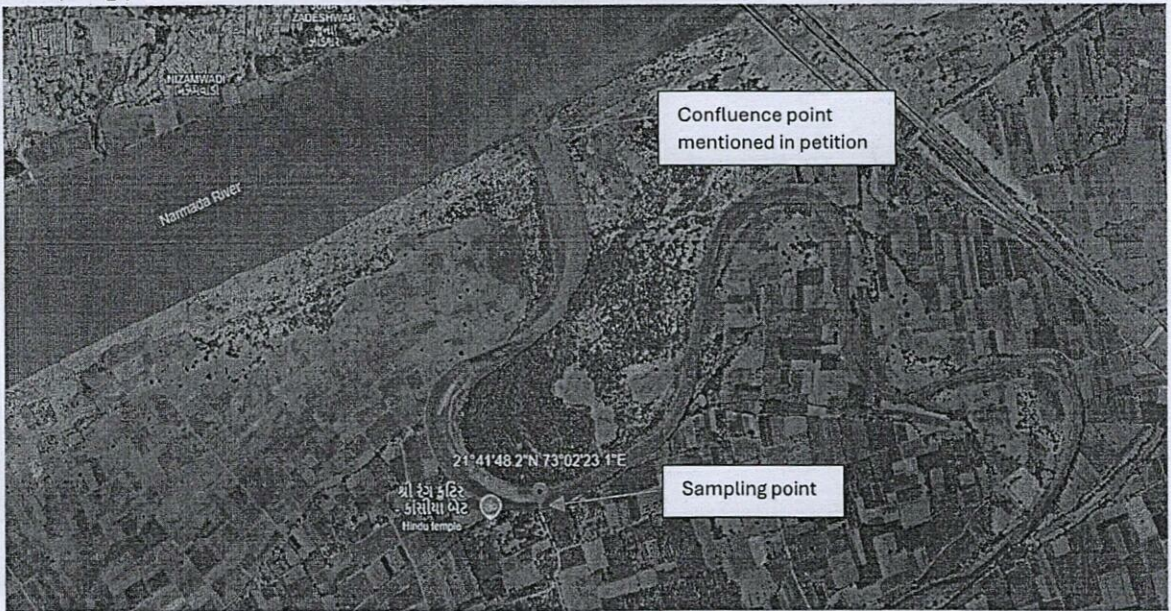 ZADESHWAR
NIZAMWADI
Confluence point
mentioned in petition
Narmada River
21°41'48.2"N 73°02'23.1"E
Sampling point
શ્રી રંગ કુટિર
- કાસીયા બેટ
Hindu temple